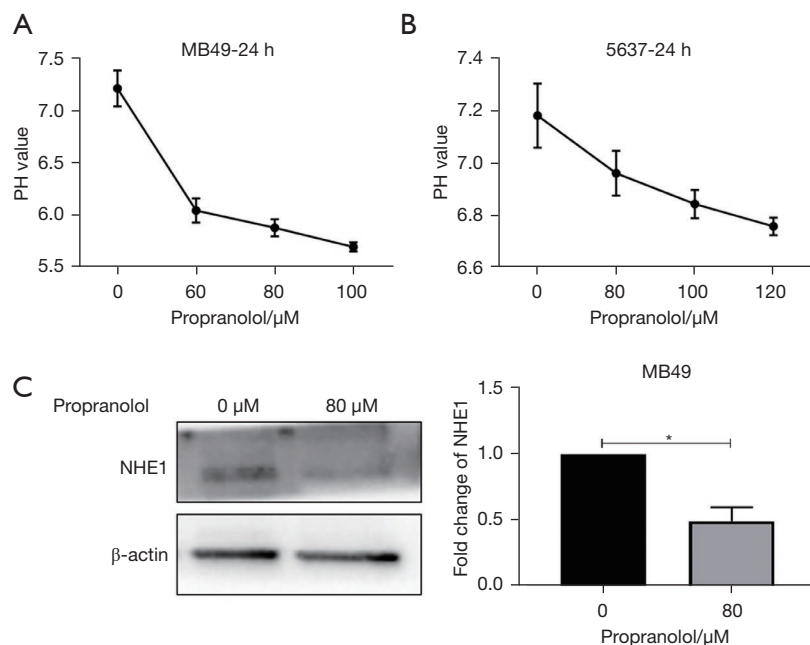 A
MB49-24 h
PH value
7.5
7.0
6.5
6.0
5.5
0 60 80 100
Propranolol/µM
B
5637-24 h
PH value
7.4
7.2
7.0
6.8
6.6
0 80 100 120
Propranolol/µM
C
Propranolol 0 µM 80 µM
NHE1
β-actin
MB49
Fold change of NHE1
1.5
1.0
0.5
0.0
*
0 80
Propranolol/µM